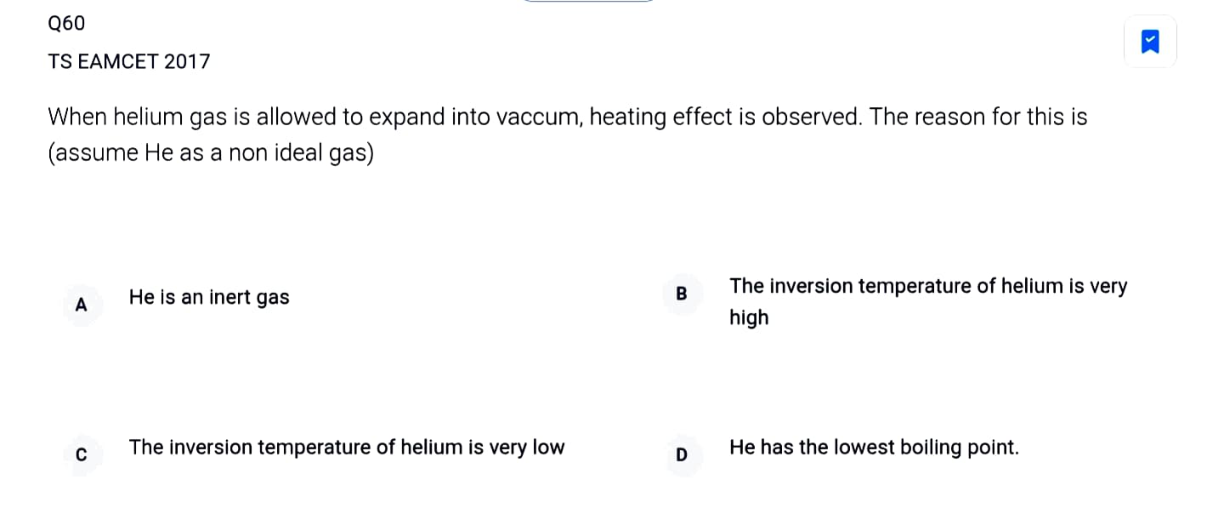 Q60
TS EAMCET 2017
When helium gas is allowed to expand into vaccum, heating effect is observed. The reason for this is
(assume He as a non ideal gas)
A He is an inert gas
B The inversion temperature of helium is very
high
C The inversion temperature of helium is very low
D He has the lowest boiling point.